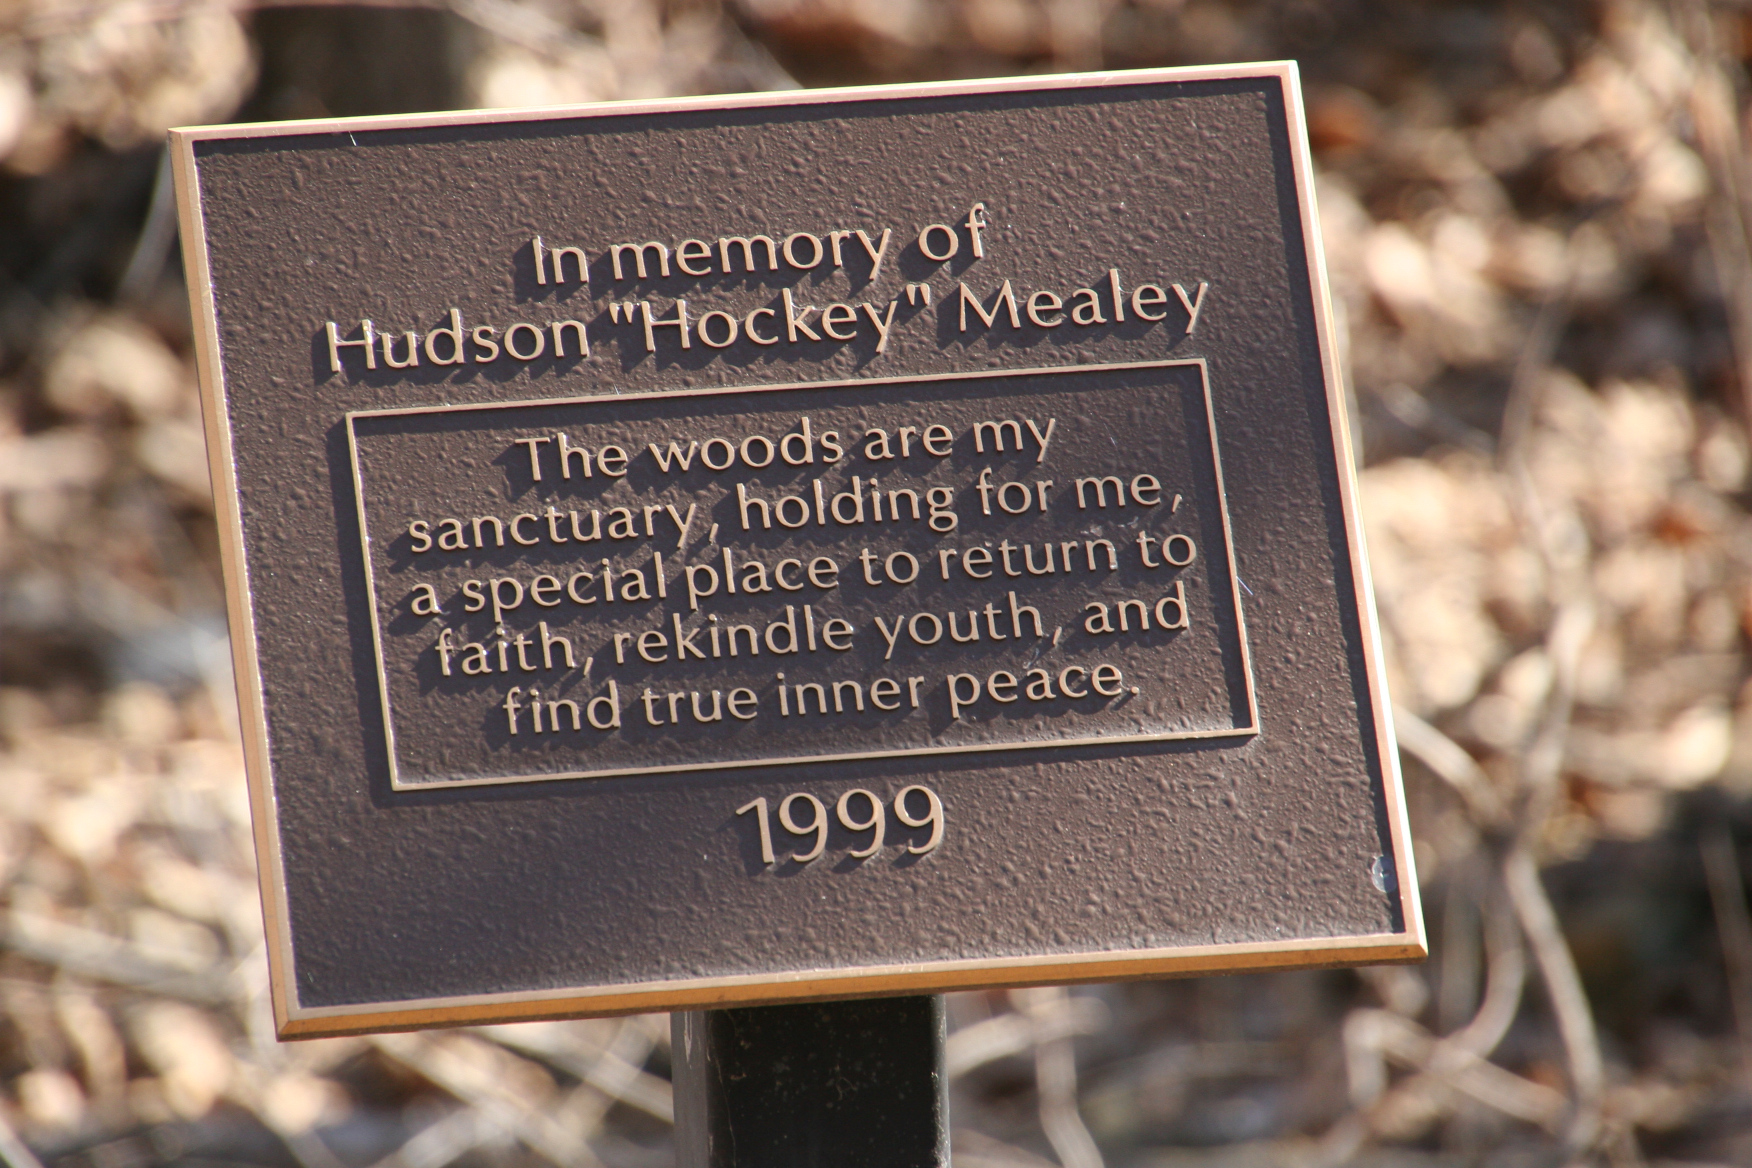 In memory of
Hudson "Hockey" Mealey
The woods are my
sanctuary, holding for me,
a special place to return to
faith, rekindle youth, and
find true inner peace.
1999